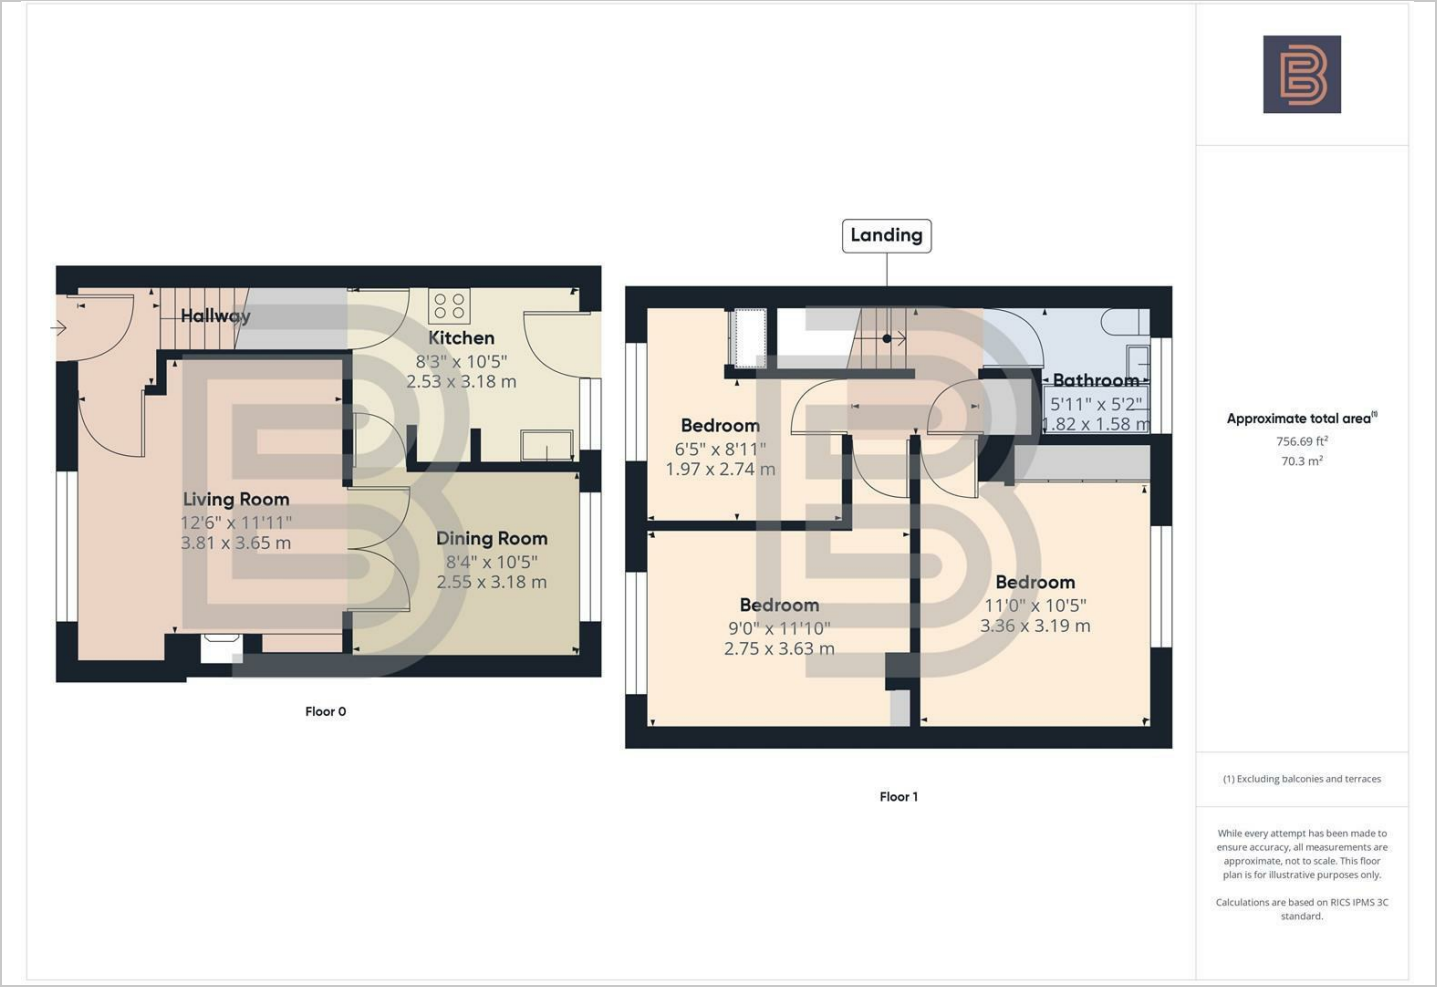 Landing
Hallway
Kitchen
8'3" x 10'5"
2.53 x 3.18 m
Living Room
12'6" x 11'11"
3.81 x 3.65 m
Dining Room
8'4" x 10'5"
2.55 x 3.18 m
Floor 0
Bedroom
6'5" x 8'11"
1.97 x 2.74 m
Bathroom
5'11" x 5'2"
1.82 x 1.58 m
Bedroom
9'0" x 11'10"
2.75 x 3.63 m
Bedroom
11'0" x 10'5"
3.36 x 3.19 m
Floor 1
B
Approximate total area(1)
756.69 ft²
70.3 m²
(1) Excluding balconies and terraces
While every attempt has been made to
ensure accuracy, all measurements are
approximate, not to scale. This floor
plan is for illustrative purposes only.
Calculations are based on RICS IPMS 3C
standard.